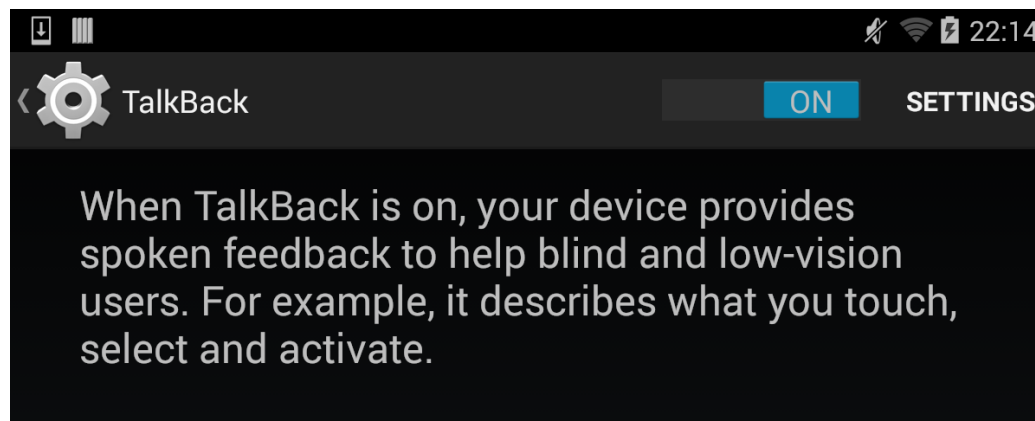 22:14
TalkBack
ON
SETTINGS
When TalkBack is on, your device provides
spoken feedback to help blind and low-vision
users. For example, it describes what you touch,
select and activate.